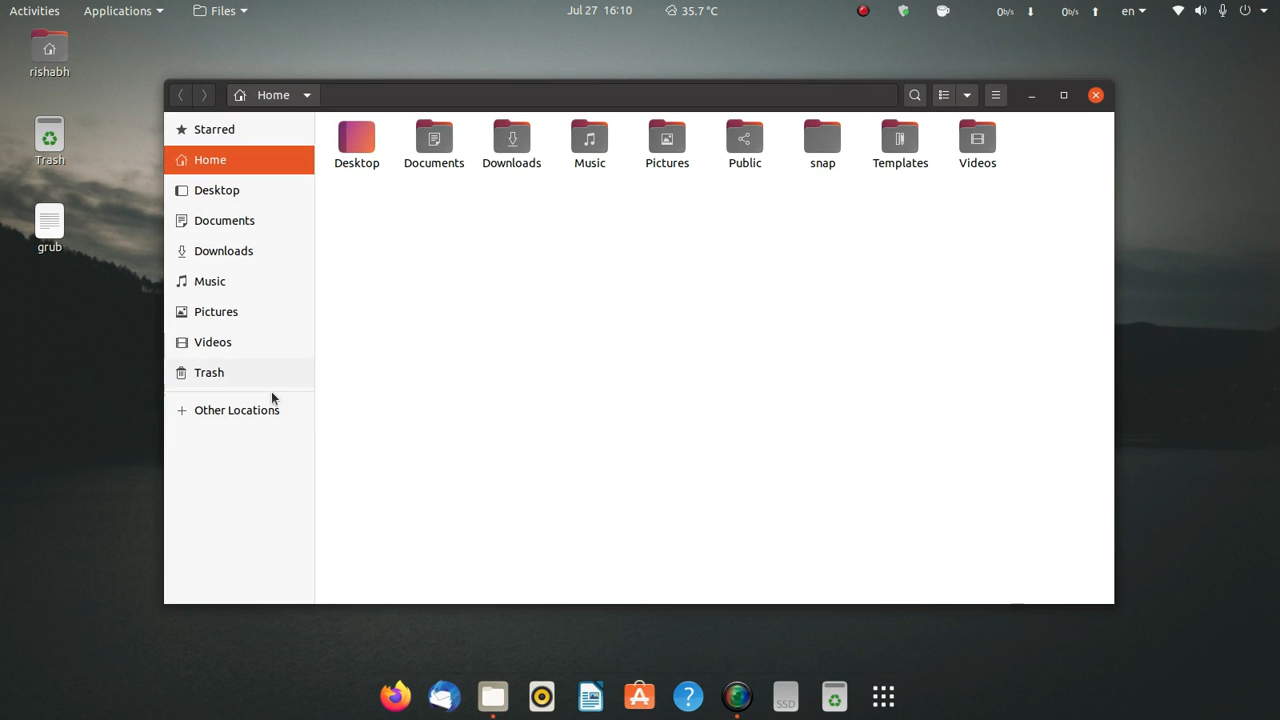 Activities Applications Files Jul 27 16:10 35.7 °C 0b/s 0b/s en
rishabh
Trash
grub
Home
Starred
Home
Desktop
Documents
Downloads
Music
Pictures
Videos
Trash
Other Locations
Desktop Documents Downloads Music Pictures Public snap Templates Videos
SSD